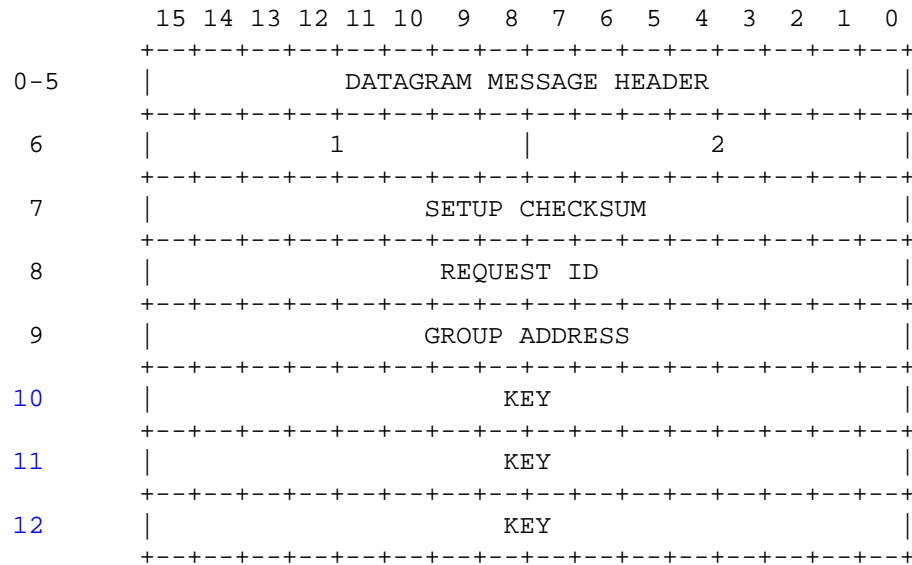 15 14 13 12 11 10 9 8 7 6 5 4 3 2 1 0
+--+--+--+--+--+--+--+--+--+--+--+--+--+--+--+--+
0-5 | DATAGRAM MESSAGE HEADER |
+--+--+--+--+--+--+--+--+--+--+--+--+--+--+--+--+
6 | 1 | 2 |
+--+--+--+--+--+--+--+--+--+--+--+--+--+--+--+--+
7 | SETUP CHECKSUM |
+--+--+--+--+--+--+--+--+--+--+--+--+--+--+--+--+
8 | REQUEST ID |
+--+--+--+--+--+--+--+--+--+--+--+--+--+--+--+--+
9 | GROUP ADDRESS |
+--+--+--+--+--+--+--+--+--+--+--+--+--+--+--+--+
10 | KEY |
+--+--+--+--+--+--+--+--+--+--+--+--+--+--+--+--+
11 | KEY |
+--+--+--+--+--+--+--+--+--+--+--+--+--+--+--+--+
12 | KEY |
+--+--+--+--+--+--+--+--+--+--+--+--+--+--+--+--+